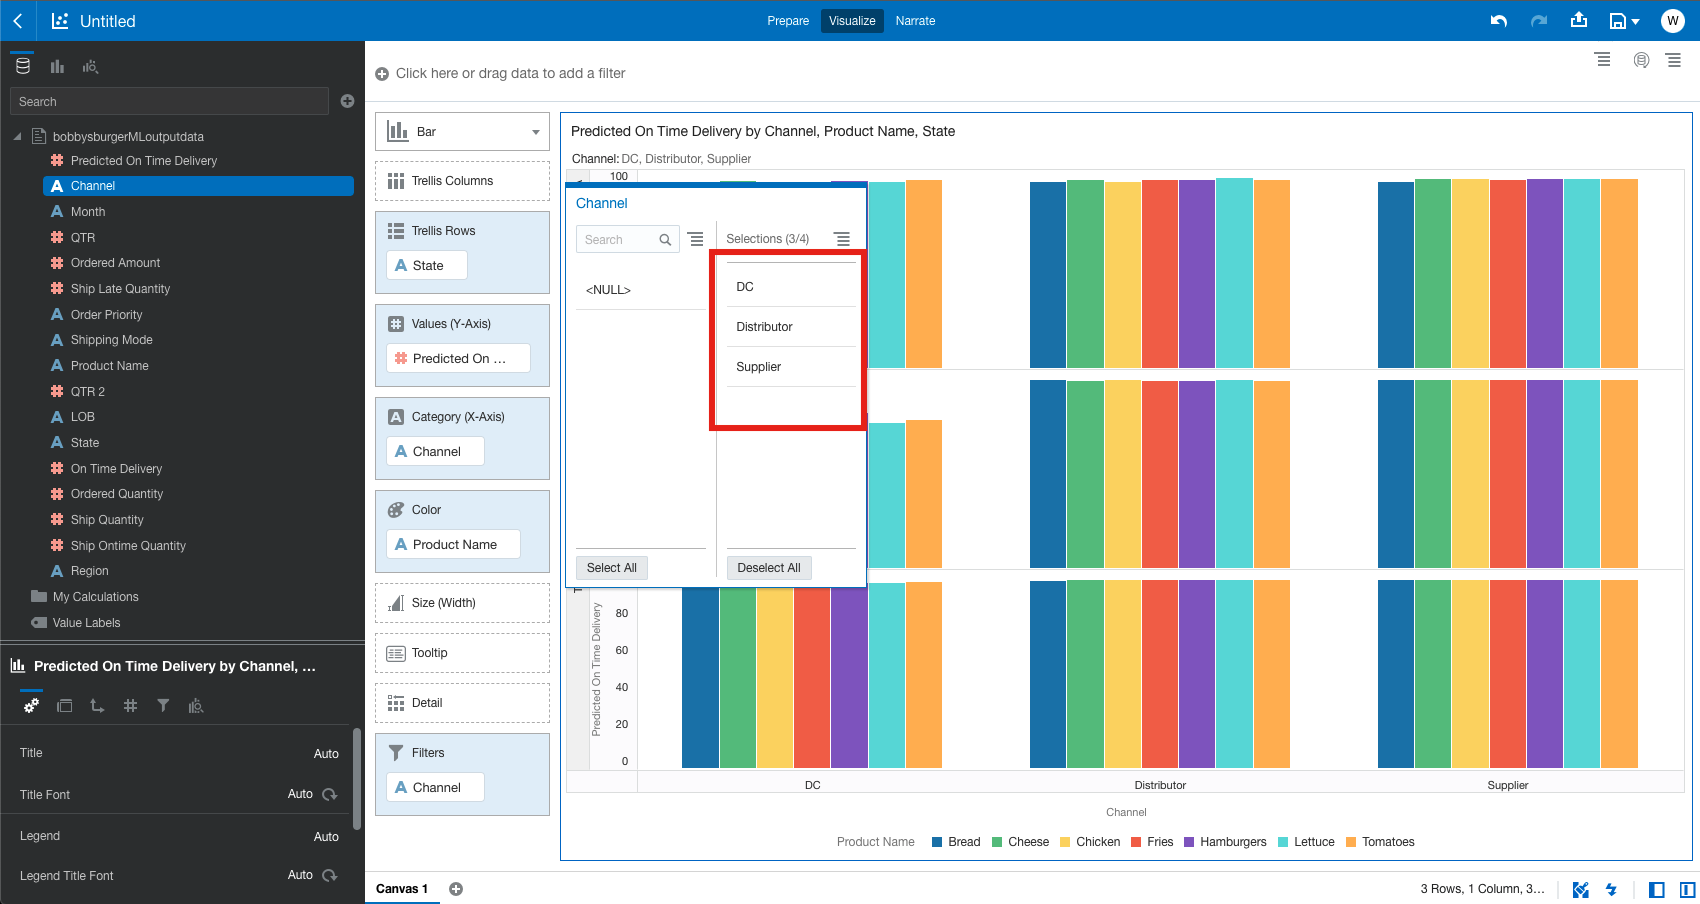 Untitled
Prepare
Visualize
Narrate
W
Search
bobbysburgerMLoutputdata
Predicted On Time Delivery
A Channel
A Month
QTR
Ordered Amount
Ship Late Quantity
A Order Priority
A Shipping Mode
A Product Name
QTR 2
A LOB
A State
On Time Delivery
Ordered Quantity
Ship Quantity
Ship Ontime Quantity
A Region
My Calculations
Value Labels
Predicted On Time Delivery by Channel, ...
Title Auto
Title Font Auto
Legend Auto
Legend Title Font Auto
Click here or drag data to add a filter
Bar
Trellis Columns
Trellis Rows
A State
Values (Y-Axis)
Predicted On ...
A Category (X-Axis)
A Channel
Color
A Product Name
Size (Width)
Tooltip
Detail
Filters
A Channel
Predicted On Time Delivery by Channel, Product Name, State
Channel: DC, Distributor, Supplier
100
Channel
Search
Selections (3/4)
<NULL>
DC
Distributor
Supplier
Select All
Deselect All
Predicted On Time Delivery
80
60
40
20
0
DC
Distributor
Supplier
Channel
Product Name
Bread
Cheese
Chicken
Fries
Hamburgers
Lettuce
Tomatoes
Canvas 1
3 Rows, 1 Column, 3...